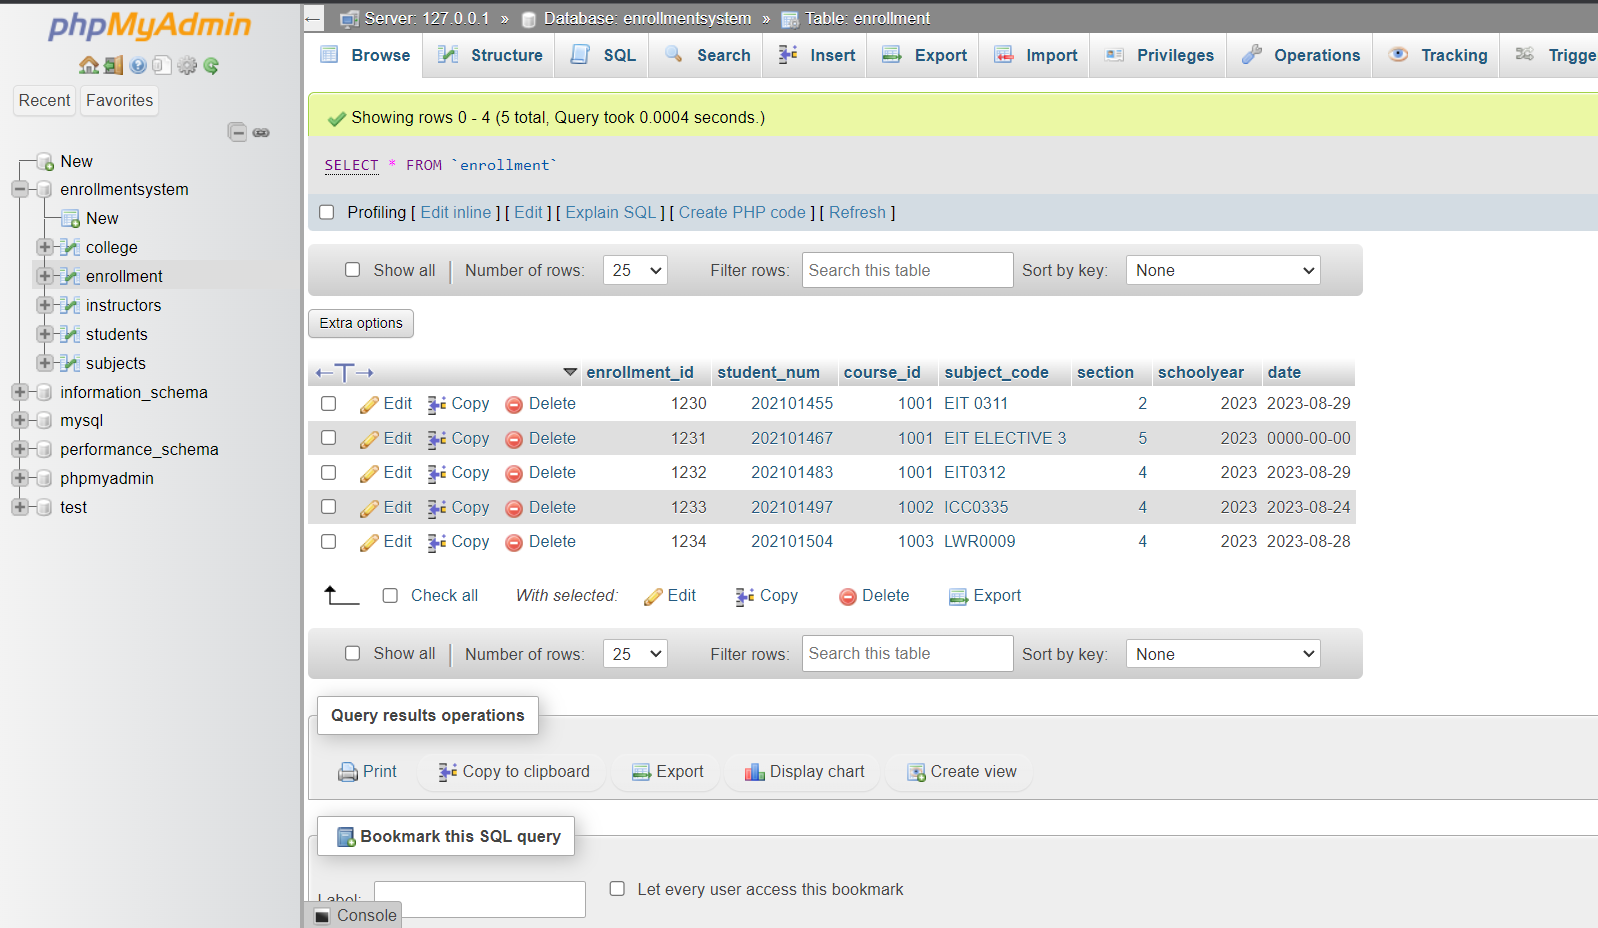 phpMyAdmin
Recent Favorites
New
enrollmentsystem
New
college
enrollment
instructors
students
subjects
information_schema
mysql
performance_schema
phpmyadmin
test
← Server: 127.0.0.1 » Database: enrollmentsystem » Table: enrollment
Browse Structure SQL Search Insert Export Import Privileges Operations Tracking Trigge
Showing rows 0 - 4 (5 total, Query took 0.0004 seconds.)
SELECT * FROM `enrollment`
Profiling [ Edit inline ] [ Edit ] [ Explain SQL ] [ Create PHP code ] [ Refresh ]
Show all | Number of rows: 25 Filter rows: Search this table Sort by key: None
Extra options
←T→ enrollment_id student_num course_id subject_code section schoolyear date
Edit Copy Delete 1230 202101455 1001 EIT 0311 2 2023 2023-08-29
Edit Copy Delete 1231 202101467 1001 EIT ELECTIVE 3 5 2023 0000-00-00
Edit Copy Delete 1232 202101483 1001 EIT0312 4 2023 2023-08-29
Edit Copy Delete 1233 202101497 1002 ICC0335 4 2023 2023-08-24
Edit Copy Delete 1234 202101504 1003 LWR0009 4 2023 2023-08-28
Check all With selected: Edit Copy Delete Export
Show all | Number of rows: 25 Filter rows: Search this table Sort by key: None
Query results operations
Print Copy to clipboard Export Display chart Create view
Bookmark this SQL query
Label: Let every user access this bookmark
Console